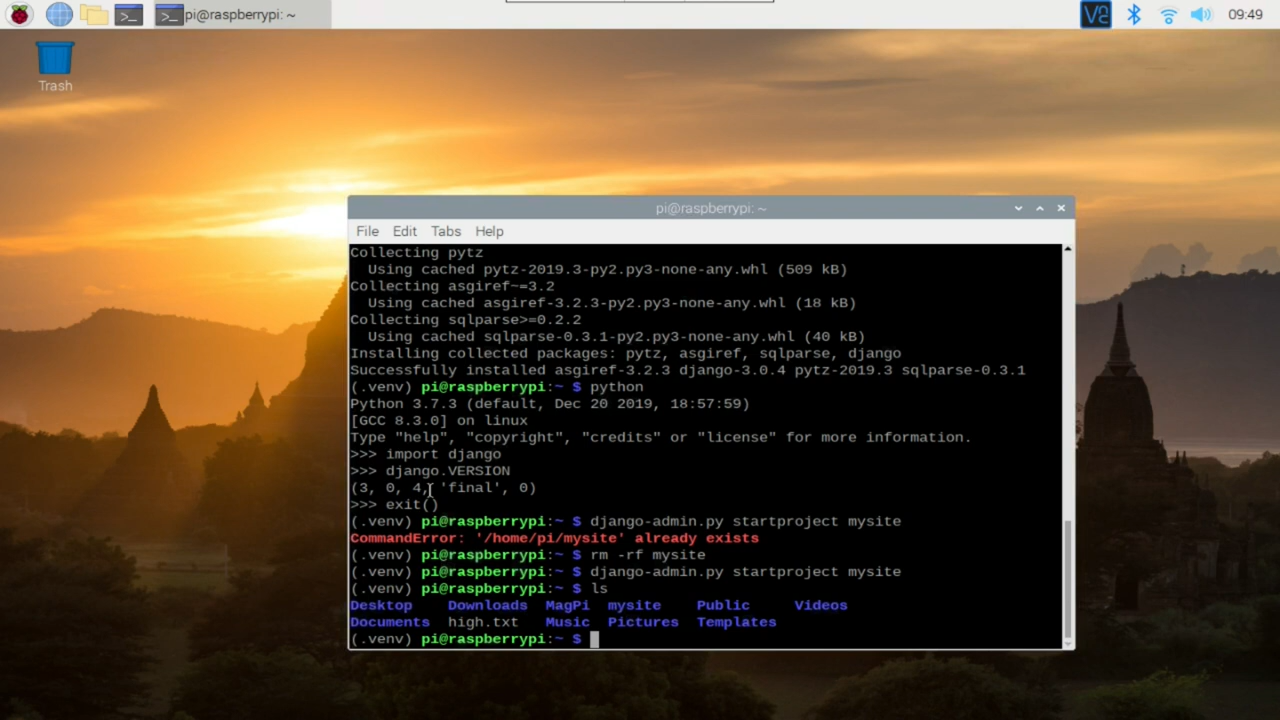 pi@raspberrypi: ~
09:49
Trash
pi@raspberrypi: ~
File Edit Tabs Help
Collecting pytz
  Using cached pytz-2019.3-py2.py3-none-any.whl (509 kB)
Collecting asgiref~=3.2
  Using cached asgiref-3.2.3-py2.py3-none-any.whl (18 kB)
Collecting sqlparse>=0.2.2
  Using cached sqlparse-0.3.1-py2.py3-none-any.whl (40 kB)
Installing collected packages: pytz, asgiref, sqlparse, django
Successfully installed asgiref-3.2.3 django-3.0.4 pytz-2019.3 sqlparse-0.3.1
(.venv) pi@raspberrypi:~ $ python
Python 3.7.3 (default, Dec 20 2019, 18:57:59)
[GCC 8.3.0] on linux
Type "help", "copyright", "credits" or "license" for more information.
>>> import django
>>> django.VERSION
(3, 0, 4, 'final', 0)
>>> exit()
(.venv) pi@raspberrypi:~ $ django-admin.py startproject mysite
CommandError: '/home/pi/mysite' already exists
(.venv) pi@raspberrypi:~ $ rm -rf mysite
(.venv) pi@raspberrypi:~ $ django-admin.py startproject mysite
(.venv) pi@raspberrypi:~ $ ls
Desktop    Downloads  MagPi  mysite    Public     Videos
Documents  high.txt   Music  Pictures  Templates
(.venv) pi@raspberrypi:~ $